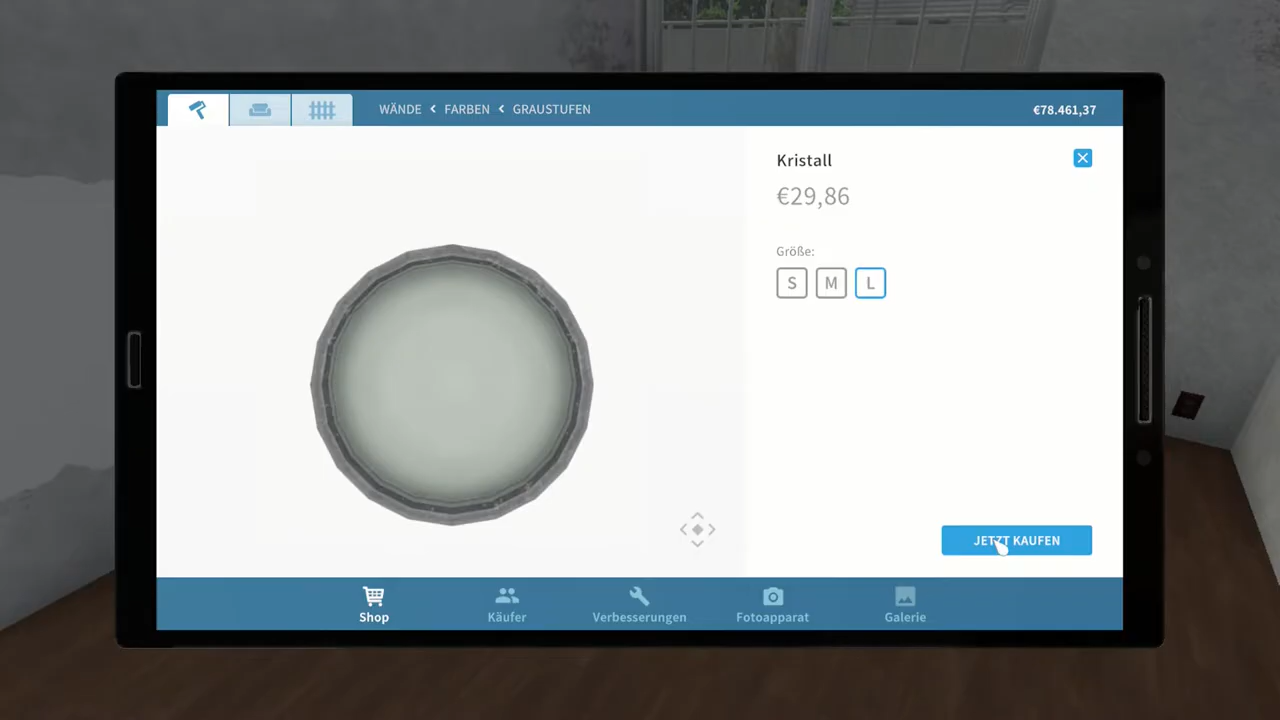 WÄNDE < FARBEN < GRAUSTUFEN
€78.461,37
Kristall
€29,86
Größe:
S M L
JETZT KAUFEN
Shop Käufer Verbesserungen Fotoapparat Galerie